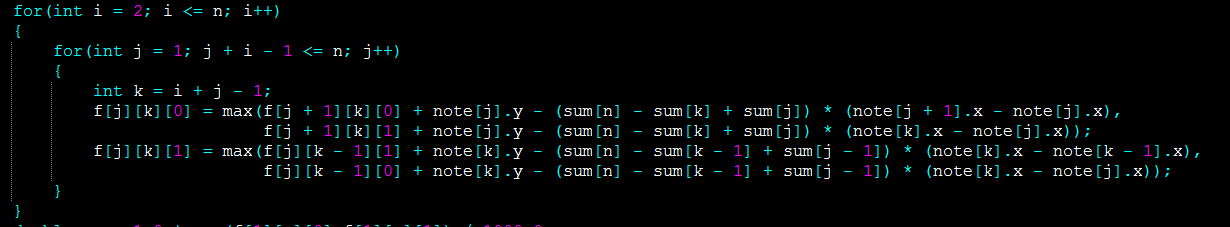 for(int i = 2; i <= n; i++)
{
for(int j = 1; j + i - 1 <= n; j++)
{
int k = i + j - 1;
f[j][k][0] = max(f[j + 1][k][0] + note[j].y - (sum[n] - sum[k] + sum[j]) * (note[j + 1].x - note[j].x),
f[j + 1][k][1] + note[j].y - (sum[n] - sum[k] + sum[j]) * (note[k].x - note[j].x));
f[j][k][1] = max(f[j][k - 1][1] + note[k].y - (sum[n] - sum[k - 1] + sum[j - 1]) * (note[k].x - note[k - 1].x),
f[j][k - 1][0] + note[k].y - (sum[n] - sum[k - 1] + sum[j - 1]) * (note[k].x - note[j].x));
}
}